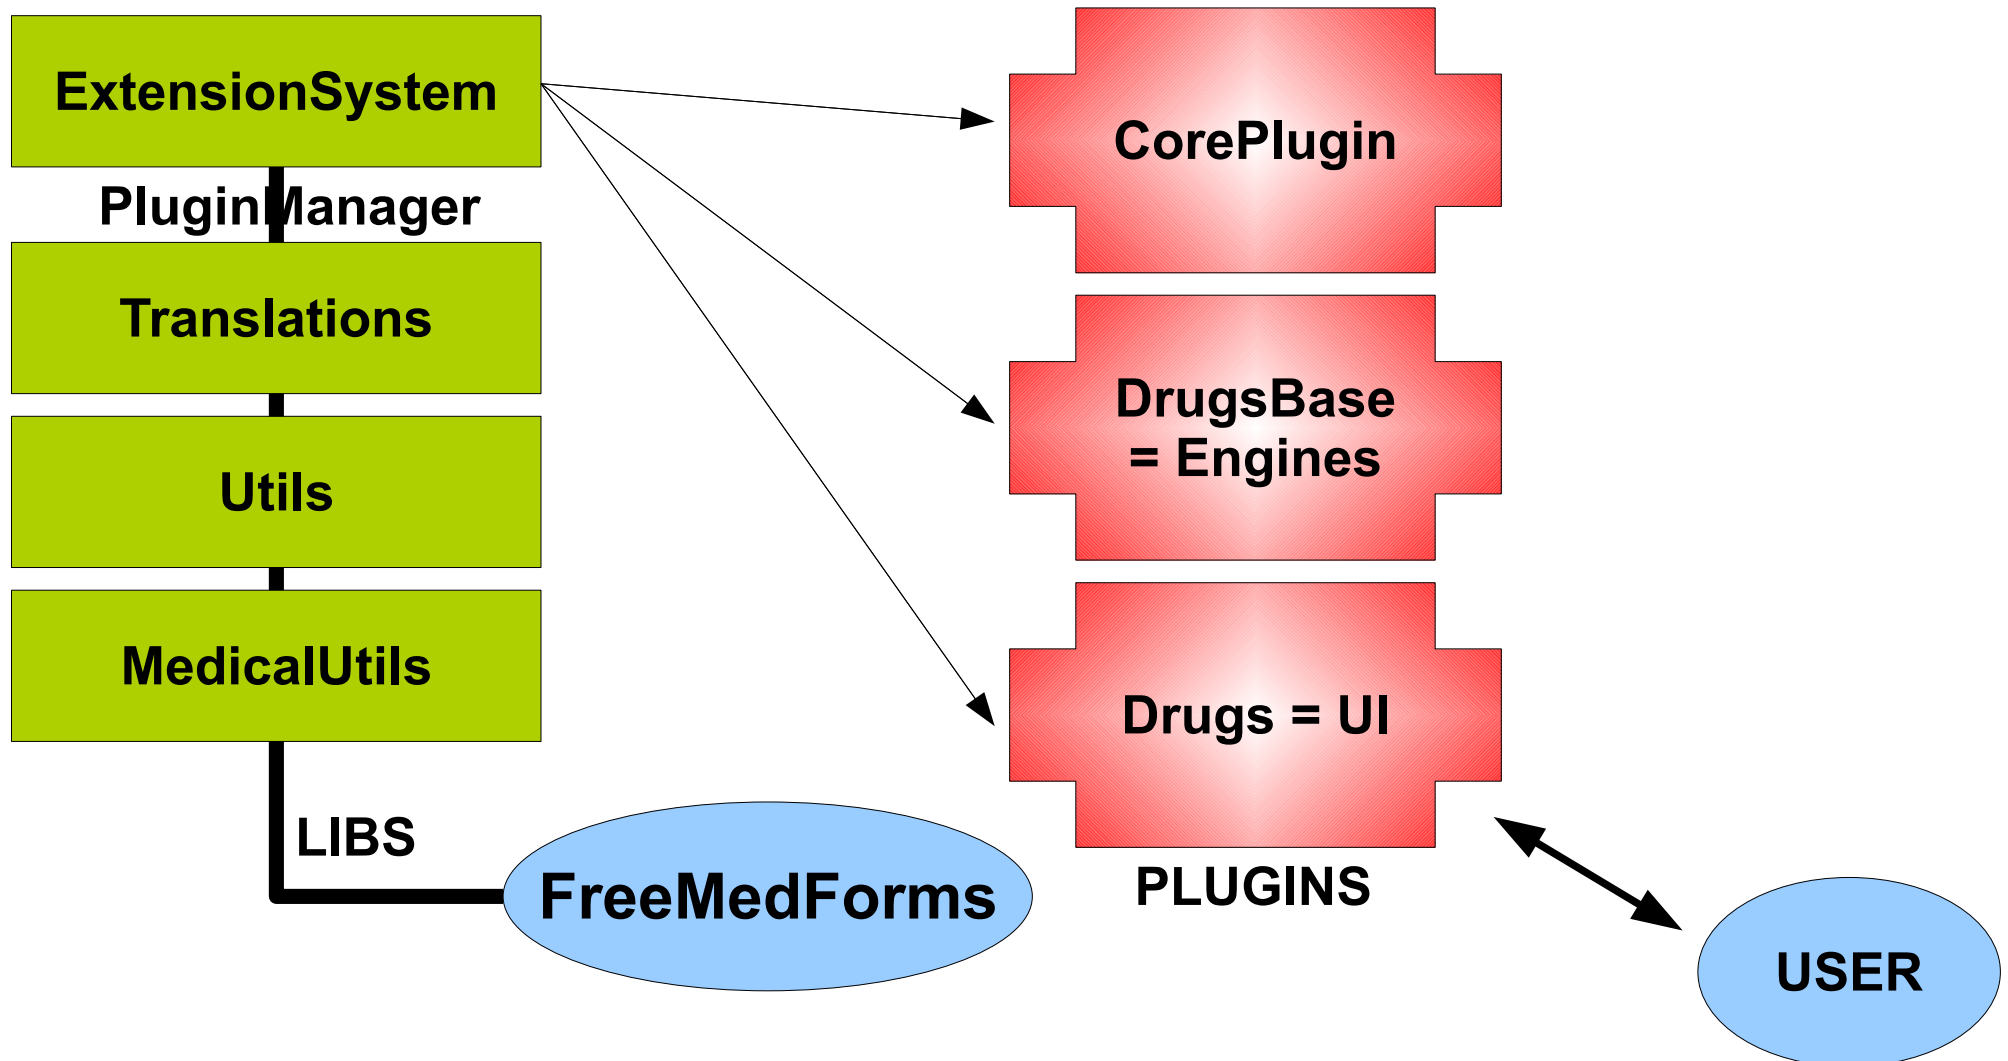 ExtensionSystem
PluginManager
Translations
Utils
MedicalUtils
LIBS
FreeMedForms
CorePlugin
DrugsBase
= Engines
Drugs = UI
PLUGINS
USER